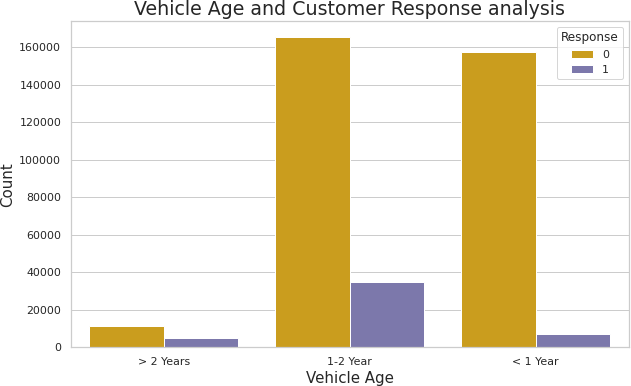 Vehicle Age and Customer Response analysis
Response
0
1
160000
140000
120000
100000
80000
60000
40000
20000
0
Count
> 2 Years
1-2 Year
< 1 Year
Vehicle Age